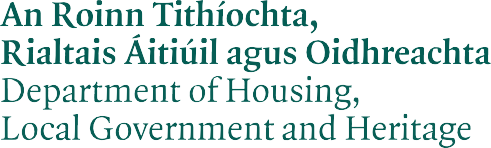 An Roinn Tithíochta,
Rialtais Áitiúil agus Oidhreachta
Department of Housing,
Local Government and Heritage